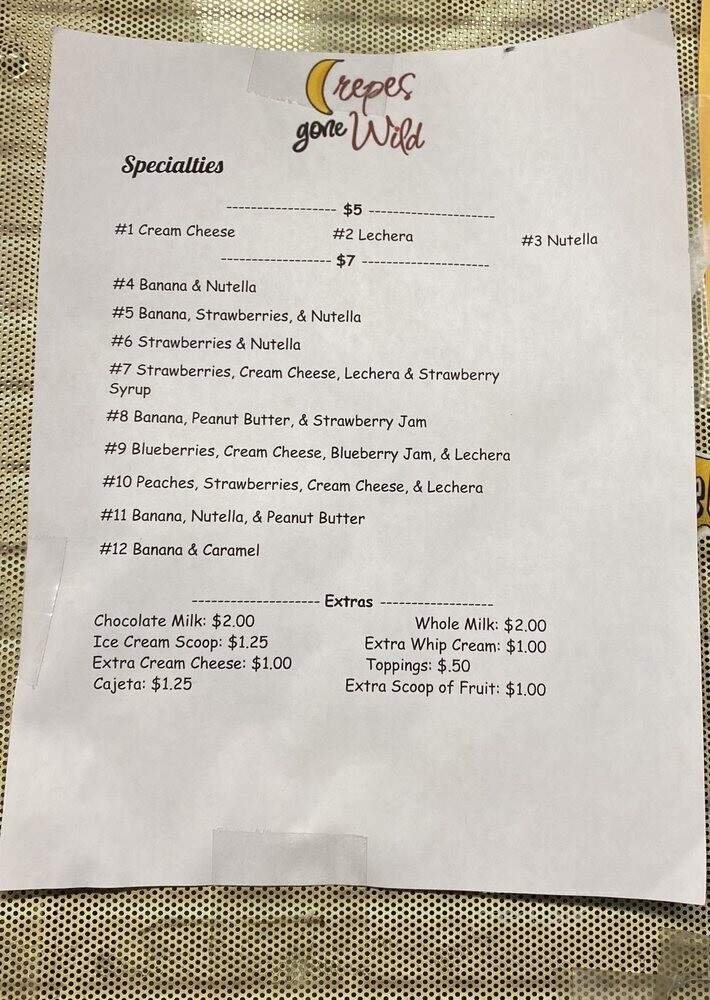 Crepes
gone Wild
Specialties
------------------ $5 ---------------------
#1 Cream Cheese #2 Lechera #3 Nutella
------------------ $7 ---------------------
#4 Banana & Nutella
#5 Banana, Strawberries, & Nutella
#6 Strawberries & Nutella
#7 Strawberries, Cream Cheese, Lechera & Strawberry
Syrup
#8 Banana, Peanut Butter, & Strawberry Jam
#9 Blueberries, Cream Cheese, Blueberry Jam, & Lechera
#10 Peaches, Strawberries, Cream Cheese, & Lechera
#11 Banana, Nutella, & Peanut Butter
#12 Banana & Caramel
--------------------- Extras -------------------
Chocolate Milk: $2.00 Whole Milk: $2.00
Ice Cream Scoop: $1.25 Extra Whip Cream: $1.00
Extra Cream Cheese: $1.00 Toppings: $.50
Cajeta: $1.25 Extra Scoop of Fruit: $1.00